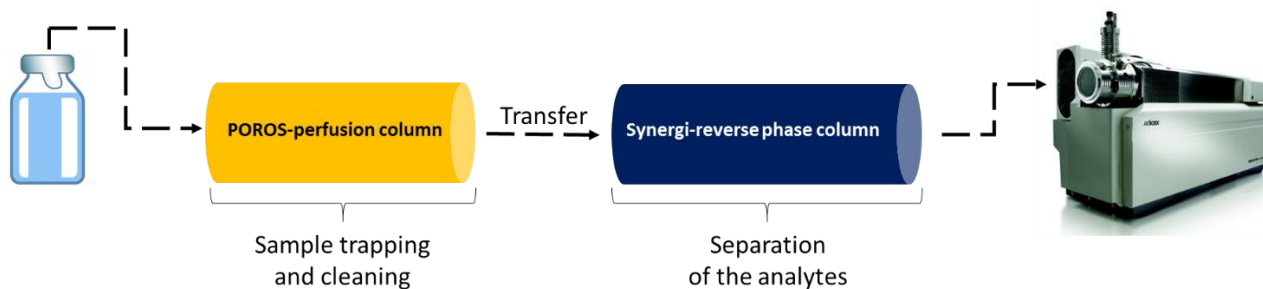 POROS-perfusion column
Transfer
Synergi-reverse phase column
Sample trapping
and cleaning
Separation
of the analytes